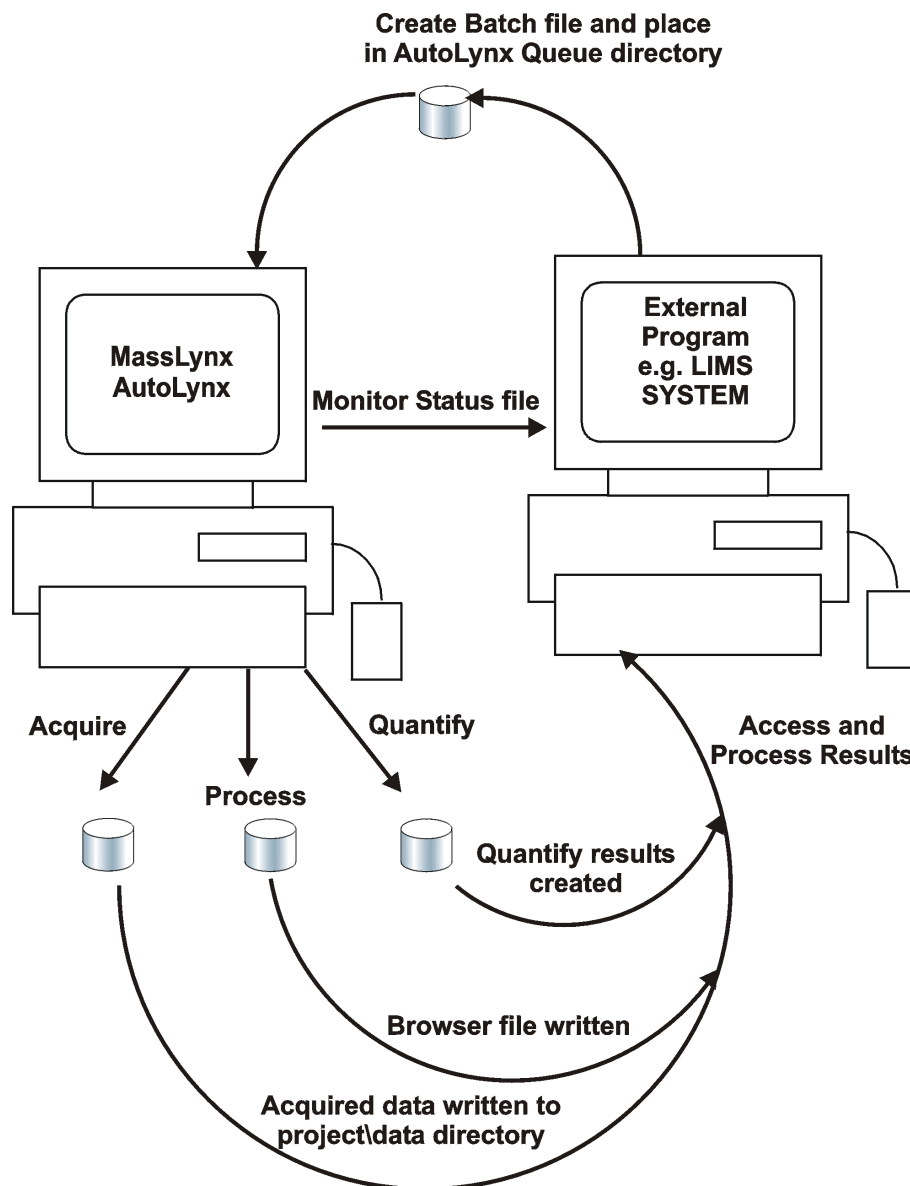 Create Batch file and place
in AutoLynx Queue directory
MassLynx
AutoLynx
External
Program
e.g. LIMS
SYSTEM
Monitor Status file
Acquire
Process
Quantify
Access and
Process Results
Quantify results
created
Browser file written
Acquired data written to
project\data directory